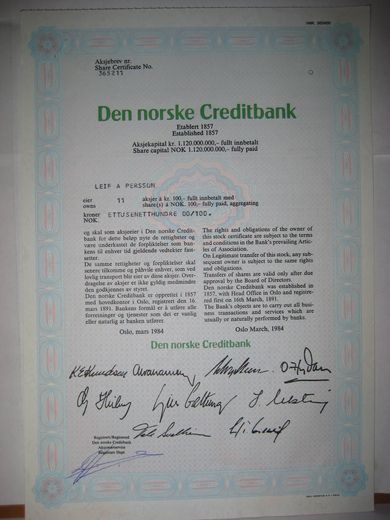 Aksjebrev nr.
Share Certificate No.
365211
Den norske Creditbank
Etablert 1857
Established 1857
Aksjekapital kr. 1.120.000.000,- fullt innbetalt
Share capital NOK 1.120.000.000,- fully paid
LEIF A PERSSON
eier 11 aksjer à kr. 100,- fullt innbetalt med
owns share(s) á NOK. 100,- fully paid, aggregating
kroner ETTUSENETTHUNDRE 00/100.
NOK.
og skal som aksjeeier i Den norske Credit-
bank for dette beløp nyte de rettigheter og
være underkastet de forpliktelser som bank-
ens til enhver tid gjeldende vedtekter fast-
setter.
De samme rettigheter og forpliktelser skal
senere tilkomme og påhvile enhver, som ved
lovlig transport blir eier av dette aksjebrev. Over-
dragelse av aksjer er ikke gyldig medmindre
den godkjennes av styret.
Den norske Creditbank er opprettet i 1857
med hovedkontor i Oslo, registrert den 16.
mars 1891. Bankens formål er å utføre alle
forretninger og tjenester som det er vanlig
eller naturlig at banken utfører.
Oslo, mars 1984
The rights and obligations of the owner of
this stock certificate are subject to the terms
and conditions in the Bank's prevailing Artic-
les of Association.
On Legitimate transfer of this stock, any sub-
sequent owner is subject to the same rights
and obligations.
Transfers of shares are valid only after due
approval by the Board of Directors.
Den norske Creditbank was established in
1857, with Head Office in Oslo and registe-
red first on 16th March, 1891.
The Bank's objects are to carry out all busi-
ness transactions and services which are
usually or naturally performed by banks.
Oslo March, 1984
Den norske Creditbank
Registrert/Registered
Den norske Creditbank
Aksjonærservice